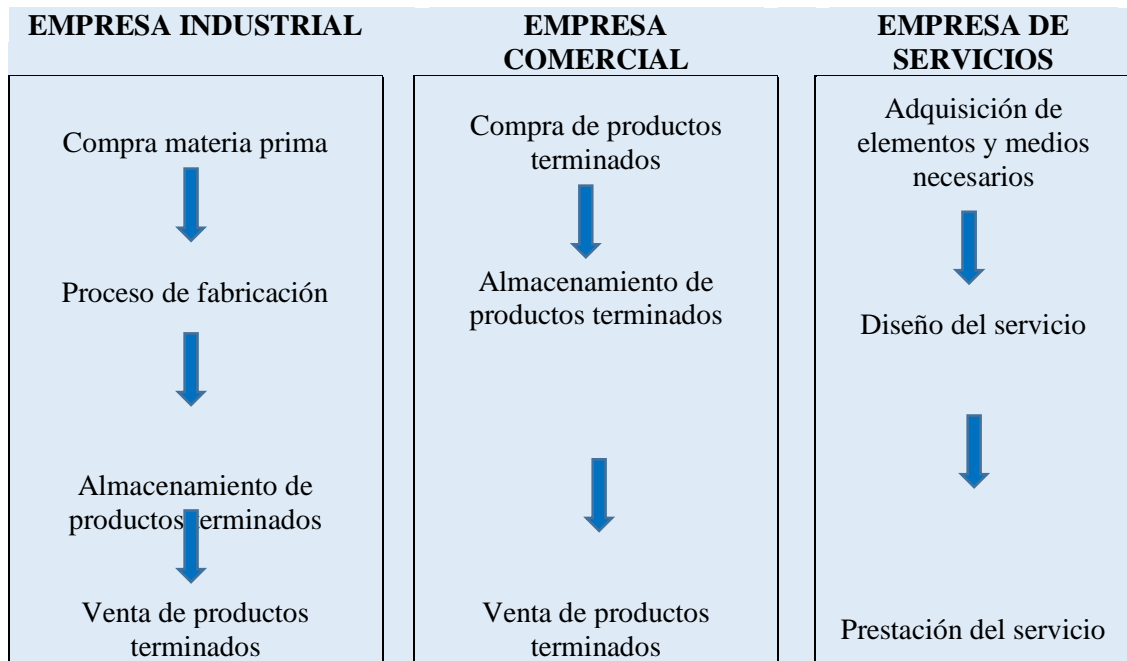 EMPRESA INDUSTRIAL
Compra materia prima
Proceso de fabricación
Almacenamiento de
productos terminados
Venta de productos
terminados
EMPRESA
COMERCIAL
Compra de productos
terminados
Almacenamiento de
productos terminados
Venta de productos
terminados
EMPRESA DE
SERVICIOS
Adquisición de
elementos y medios
necesarios
Diseño del servicio
Prestación del servicio